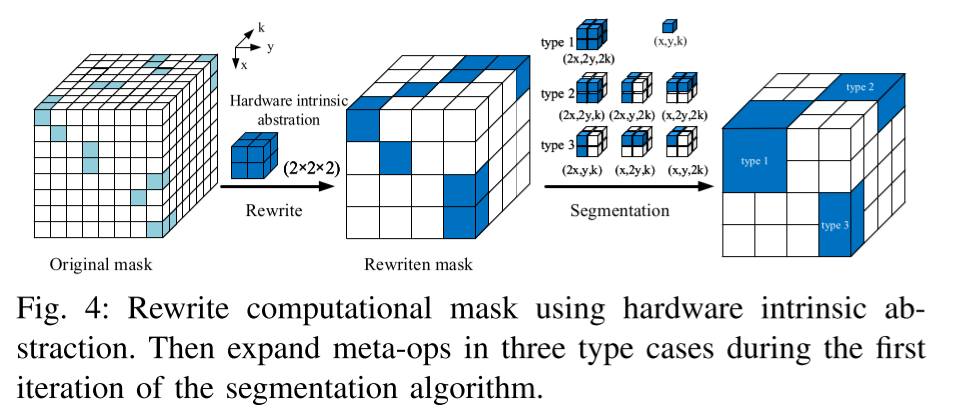 k
y
x
Hardware intrinsic
abstration
(2×2×2)
Rewrite
Original mask
Rewriten mask
type 1
(2x,2y,2k)
(x,y,k)
type 2
(2x,2y,k) (2x,y,2k) (x,2y,2k)
type 3
(2x,y,k) (x,2y,k) (x,y,2k)
Segmentation
type 2
type 1
type 3
Fig. 4: Rewrite computational mask using hardware intrinsic ab-
straction. Then expand meta-ops in three type cases during the first
iteration of the segmentation algorithm.